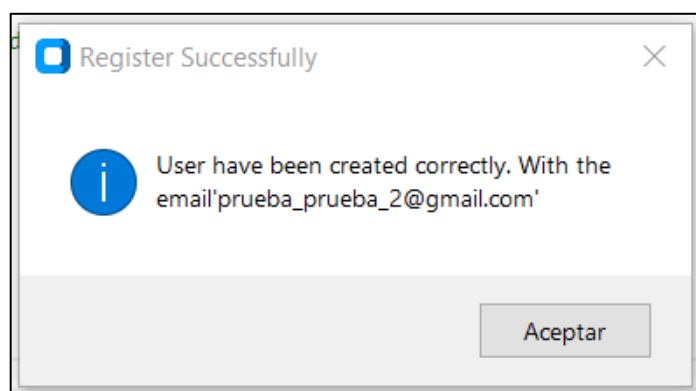 Register Successfully
User have been created correctly. With the
email'prueba_prueba_2@gmail.com'
Aceptar